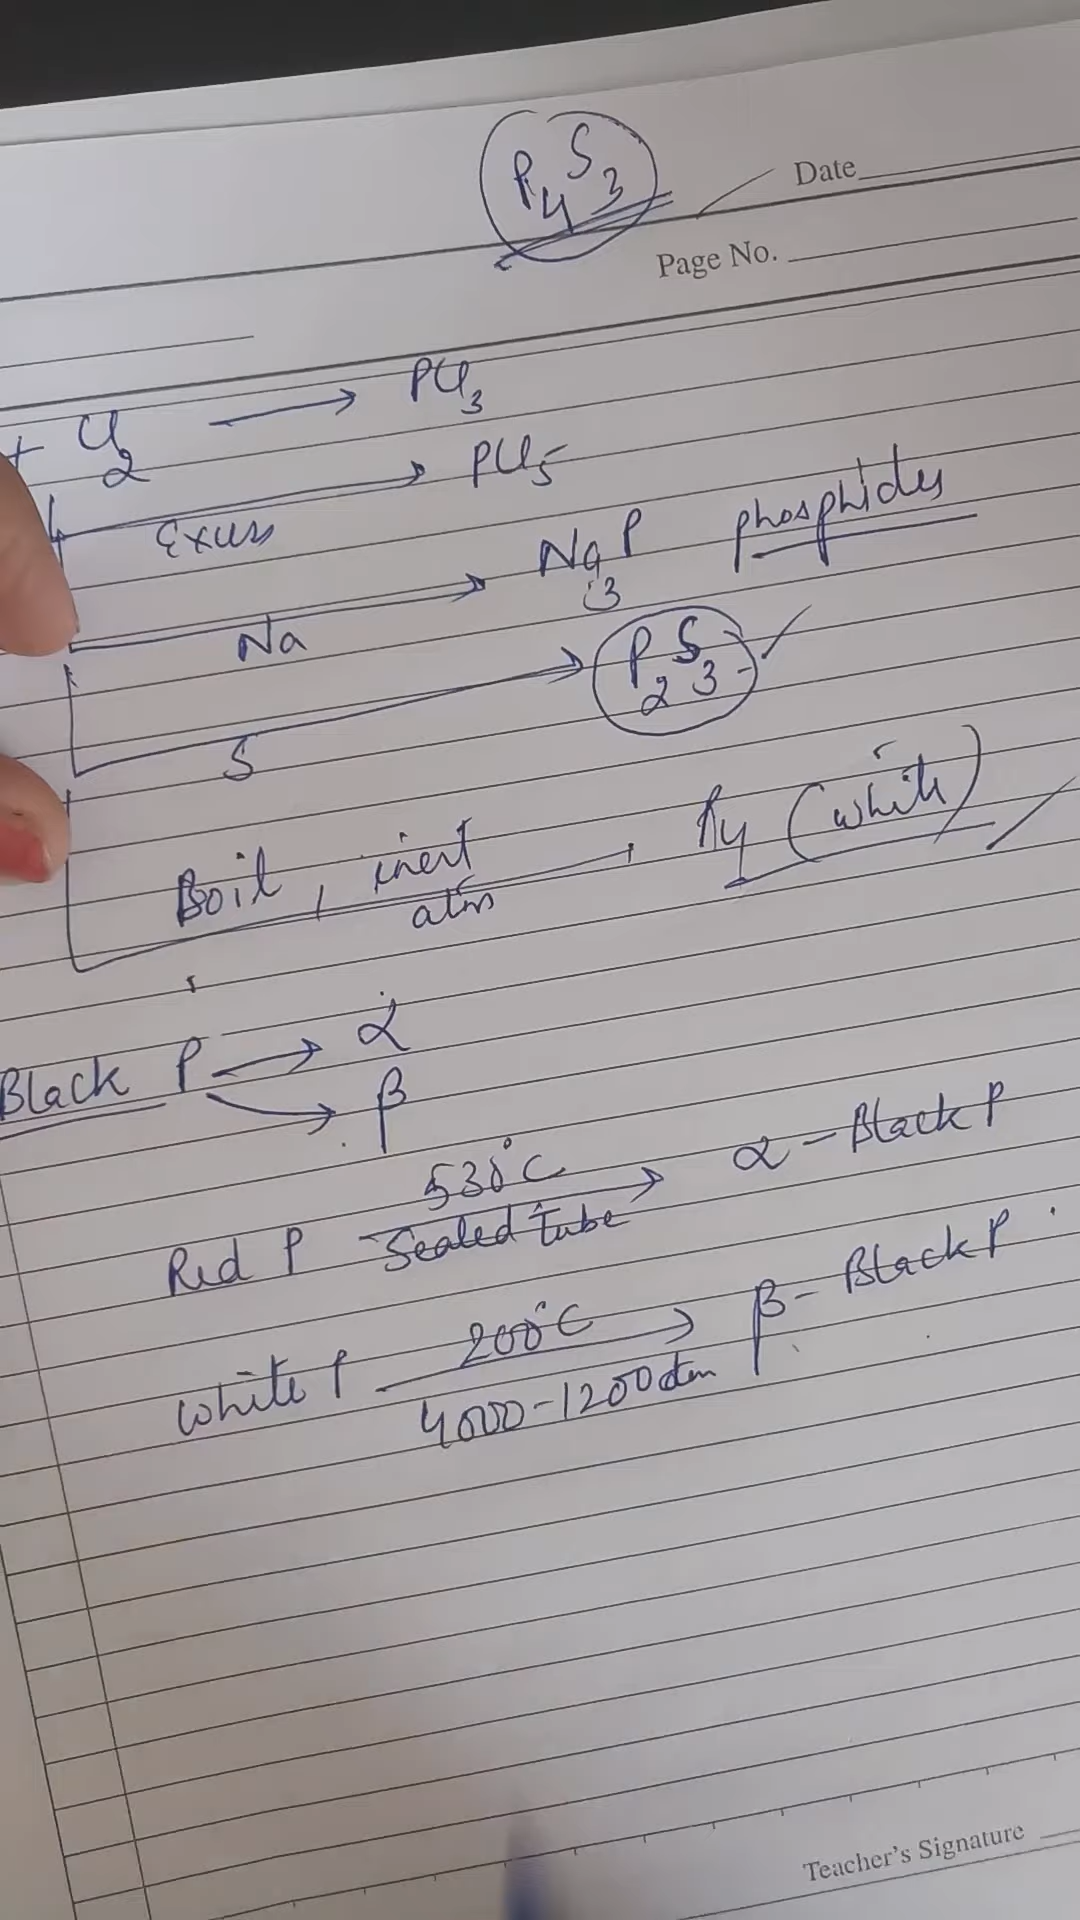 P4S3
Date
Page No.
+ Cl2 → PCl3
Excess → PCl5
Na → Na3P phosphides
S → P2S3
Boil, inert atm P4 (white)
Black P → α
→ β
Red P 530°C Sealed tube → α - Black P
White P 200°C 4000-1200 atm → β - Black P
Teacher's Signature